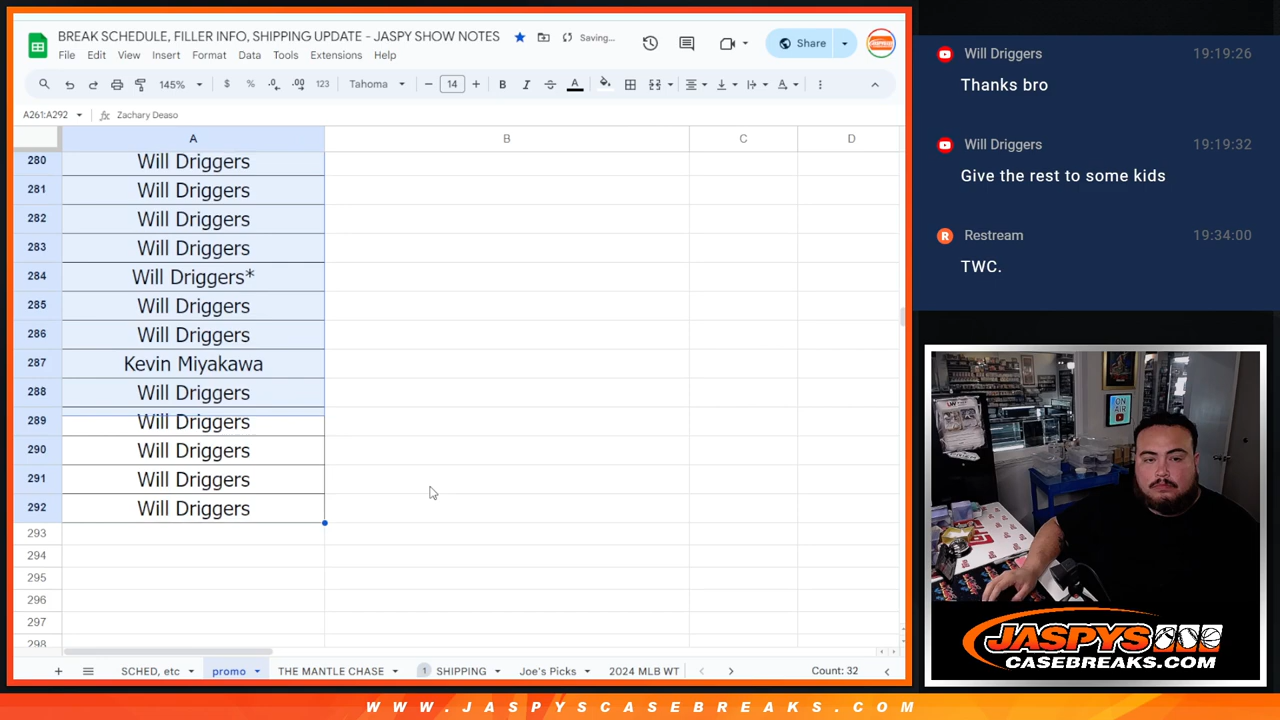 BREAK SCHEDULE, FILLER INFO, SHIPPING UPDATE - JASPY SHOW NOTES
Saving...
File Edit View Insert Format Data Tools Extensions Help
Share
145% $ % .0 .00 123 Tahoma 14 B I A
A261:A292 fx Zachary Deaso
A B C D
280 Will Driggers
281 Will Driggers
282 Will Driggers
283 Will Driggers
284 Will Driggers*
285 Will Driggers
286 Will Driggers
287 Kevin Miyakawa
288 Will Driggers
289 Will Driggers
290 Will Driggers
291 Will Driggers
292 Will Driggers
293
294
295
296
297
298
SCHED, etc promo THE MANTLE CHASE 1 SHIPPING Joe's Picks 2024 MLB WT Count: 32
Will Driggers 19:19:26
Thanks bro
Will Driggers 19:19:32
Give the rest to some kids
R Restream 19:34:00
TWC.
ON AIR
JASPYS
CASEBREAKS.COM
WWW.JASPYSCASEBREAKS.COM